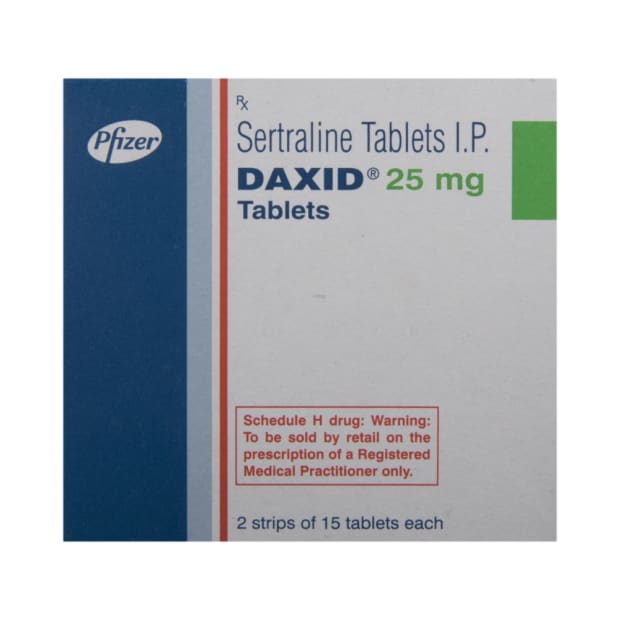 Pfizer
Rx
Sertraline Tablets I.P.
DAXID® 25 mg
Tablets
Schedule H drug: Warning:
To be sold by retail on the
prescription of a Registered
Medical Practitioner only.
2 strips of 15 tablets each